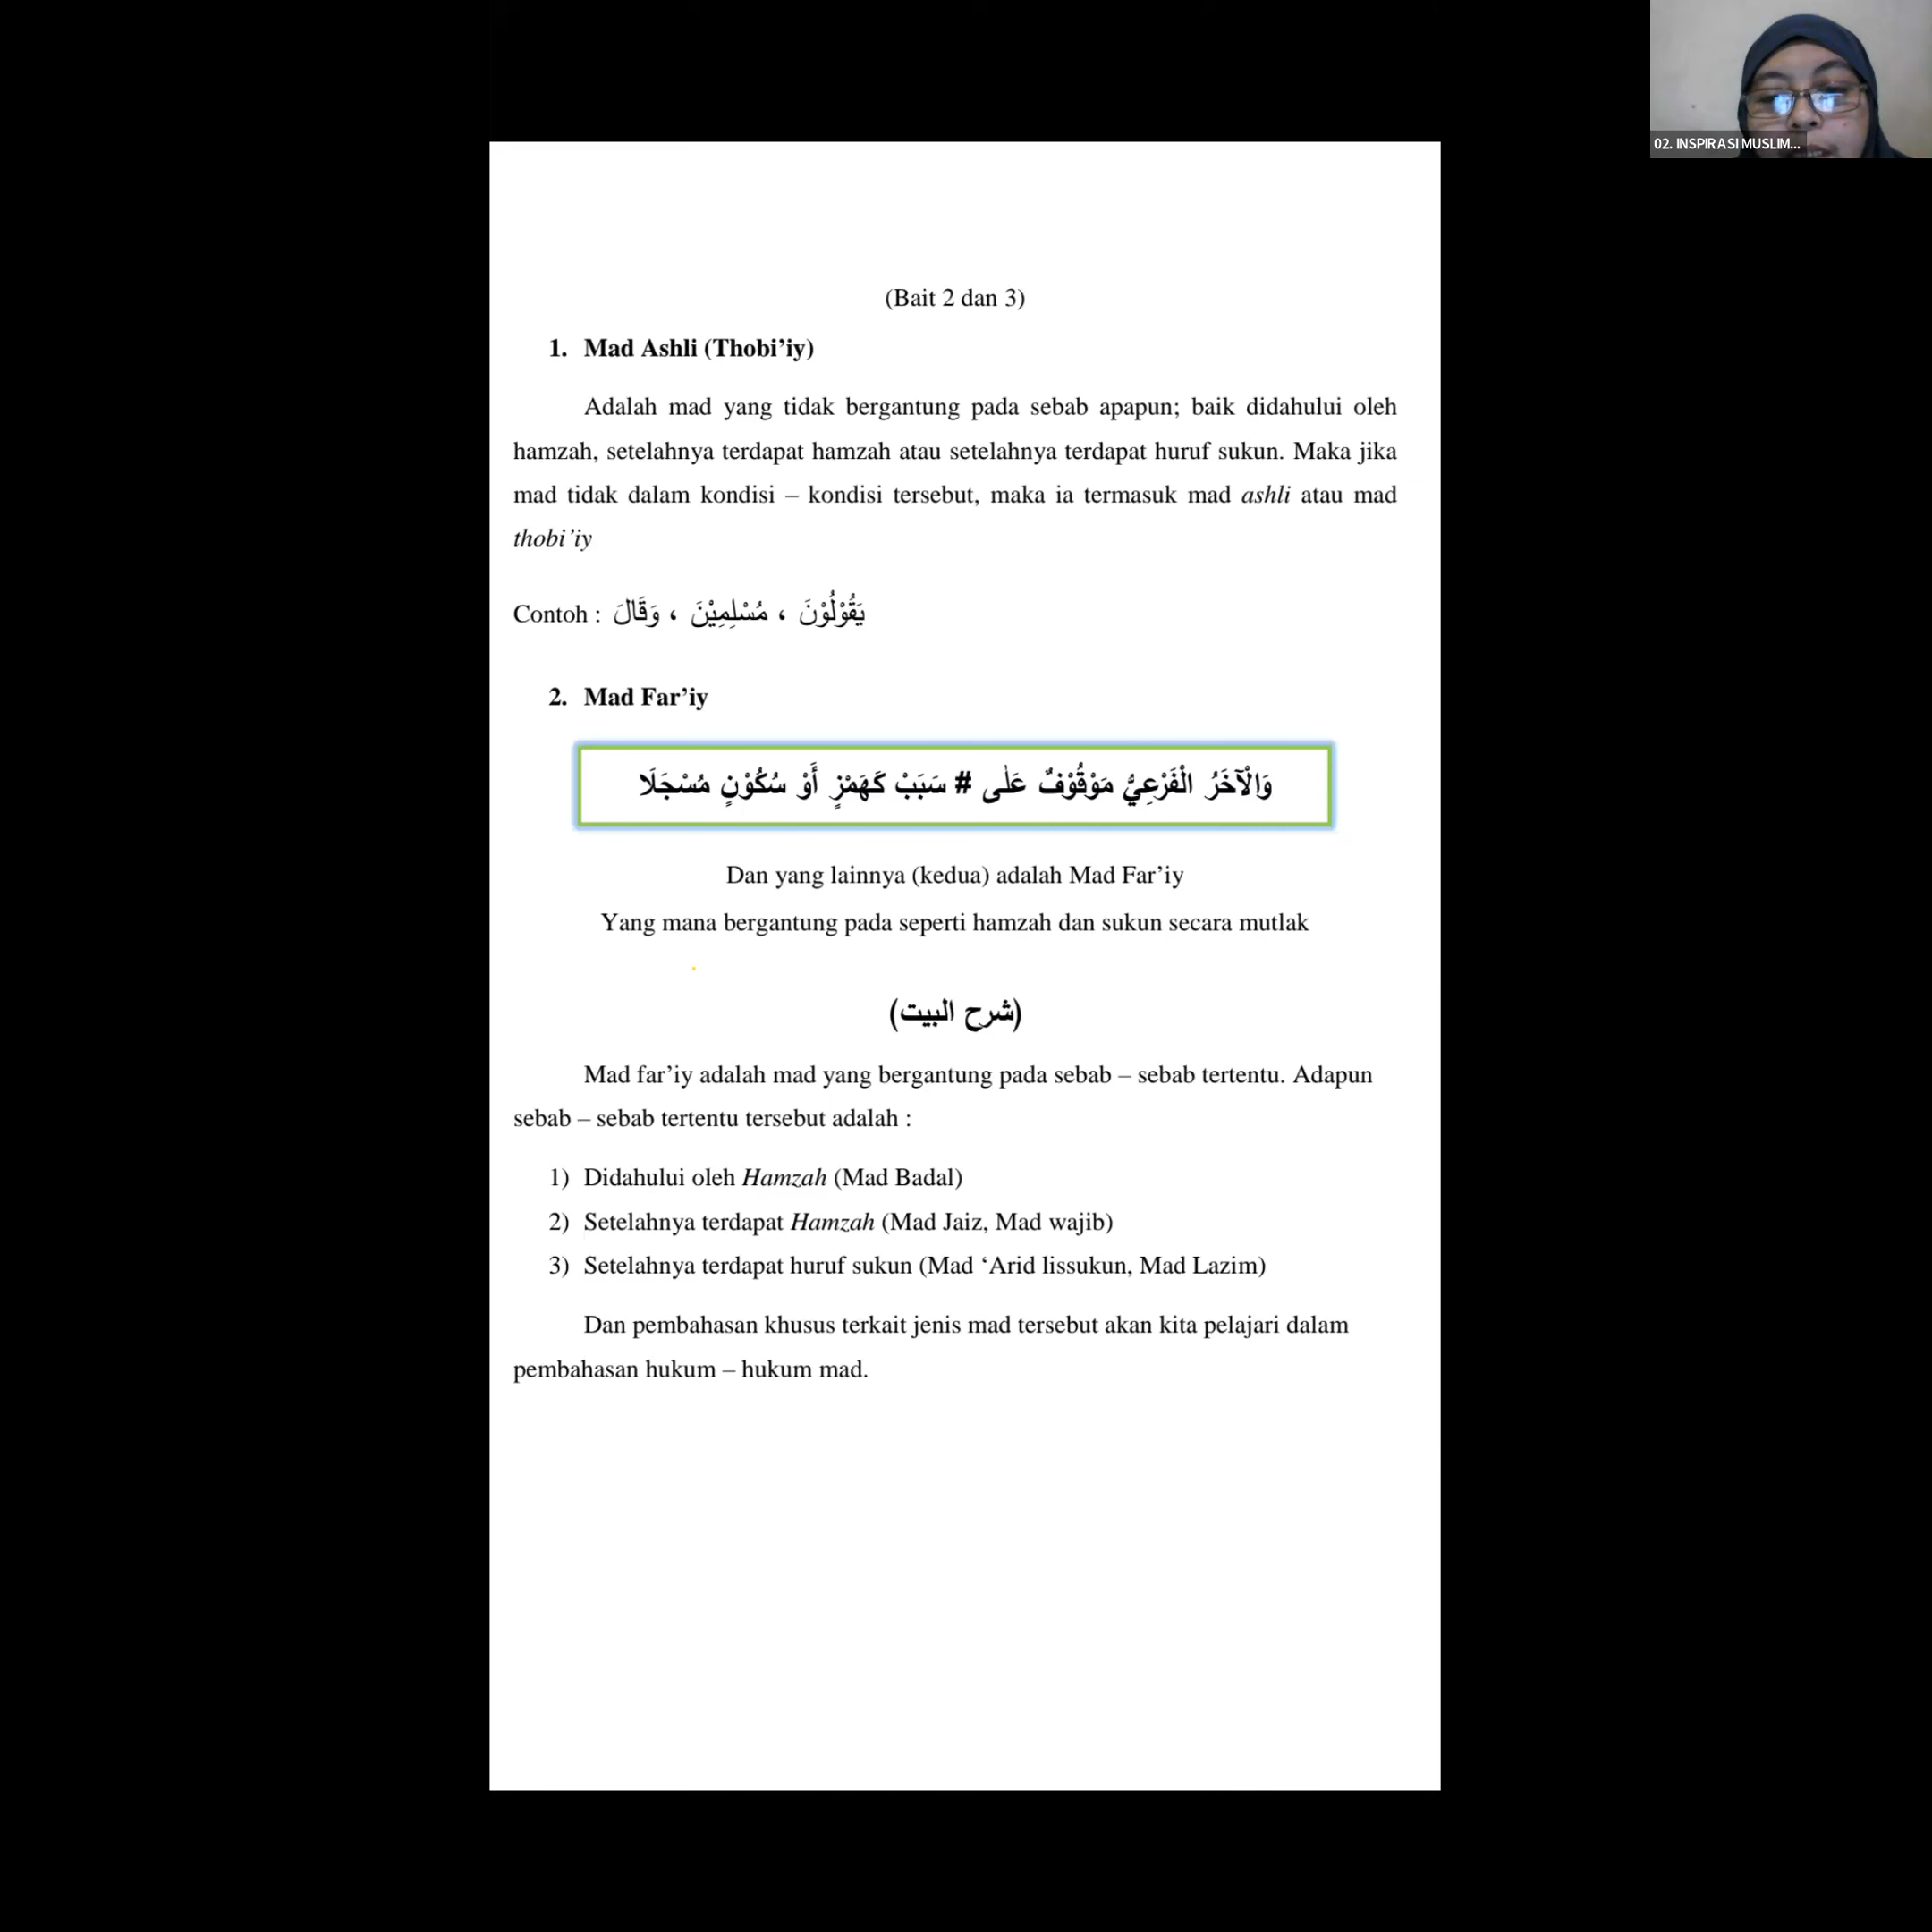 02. INSPIRASI MUSLIM...
(Bait 2 dan 3)
1. Mad Ashli (Thobi’iy)
Adalah mad yang tidak bergantung pada sebab apapun; baik didahului oleh
hamzah, setelahnya terdapat hamzah atau setelahnya terdapat huruf sukun. Maka jika
mad tidak dalam kondisi – kondisi tersebut, maka ia termasuk mad ashli atau mad
thobi’iy
Contoh : يَقُوْلُوْنَ ، مُسْلِمِيْنَ ، وَقَالَ
2. Mad Far’iy
وَالْآخَرُ الْفَرْعِيُّ مَوْقُوْفٌ عَلٰى # سَبَبْ كَهَمْزٍ أَوْ سُكُوْنٍ مُسْجَلَا
Dan yang lainnya (kedua) adalah Mad Far’iy
Yang mana bergantung pada seperti hamzah dan sukun secara mutlak
(شرح البيت)
Mad far’iy adalah mad yang bergantung pada sebab – sebab tertentu. Adapun
sebab – sebab tertentu tersebut adalah :
1) Didahului oleh Hamzah (Mad Badal)
2) Setelahnya terdapat Hamzah (Mad Jaiz, Mad wajib)
3) Setelahnya terdapat huruf sukun (Mad ‘Arid lissukun, Mad Lazim)
Dan pembahasan khusus terkait jenis mad tersebut akan kita pelajari dalam
pembahasan hukum – hukum mad.